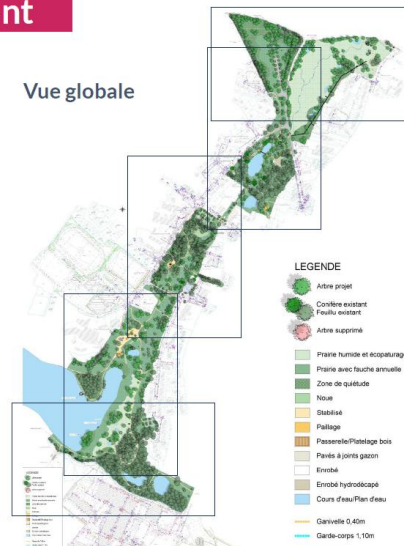 nt
Vue globale
LEGENDE
Arbre projet
Conifère existant
Feuillu existant
Arbre supprimé
Prairie humide et écopaturage
Prairie avec fauche annuelle
Zone de quiétude
Noue
Stabilisé
Paillage
Passerelle/Platelage bois
Pavés à joints gazon
Enrobé
Enrobé hydrodécapé
Cours d'eau/Plan d'eau
Ganivelle 0,40m
Garde-corps 1,10m